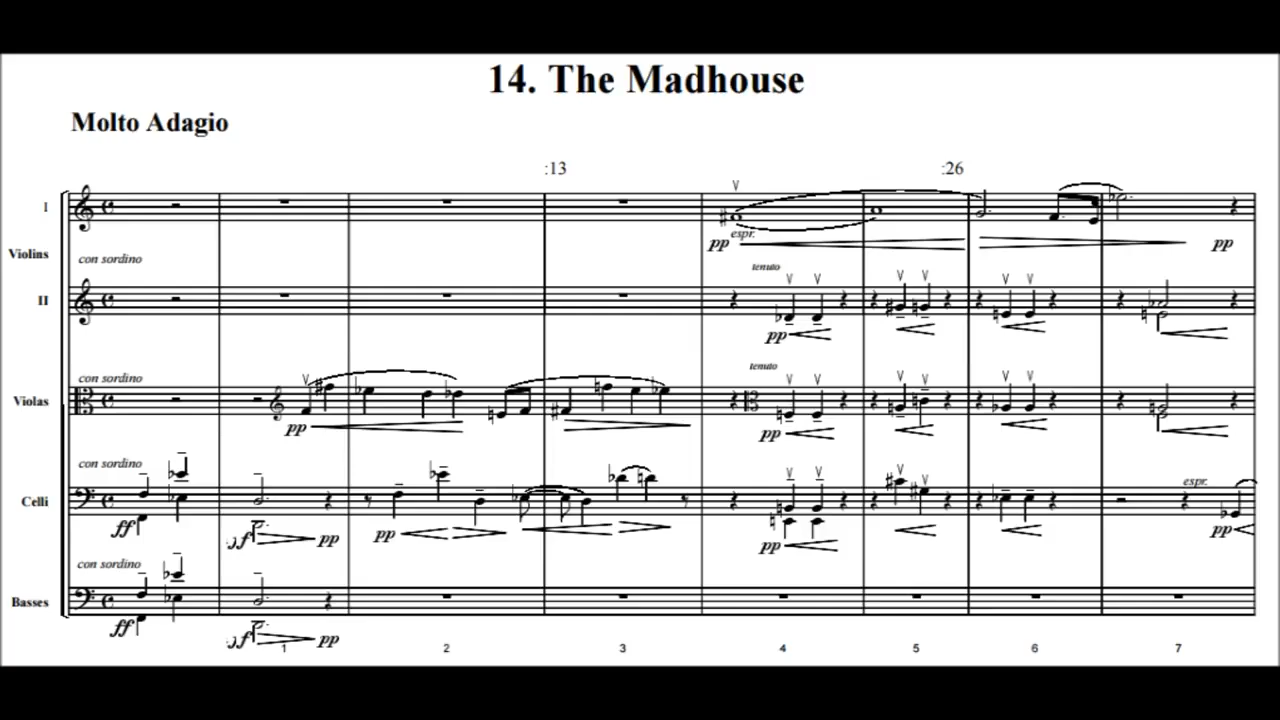 14. The Madhouse
Molto Adagio
:13 :26
I
espr.
pp pp
Violins
con sordino
tenuto
II
pp
con sordino
tenuto
Violas
pp pp
con sordino
espr.
Celli
ff pp pp pp pp
con sordino
Basses
ff pp
1 2 3 4 5 6 7